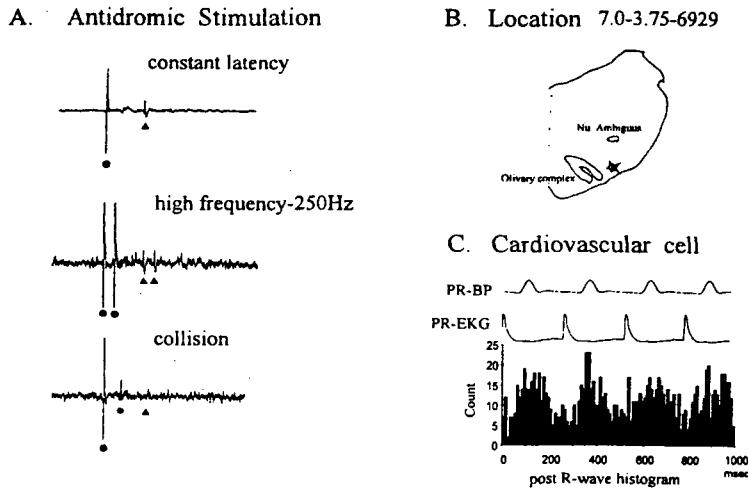 A. Antidromic Stimulation
constant latency
high frequency-250Hz
collision
B. Location 7.0-3.75-6929
Nu Ambiguus
Olivary complex
C. Cardiovascular cell
PR-BP
PR-EKG
25
20
15
10
5
0
Count
0 200 400 600 800 1000
msec
post R-wave histogram